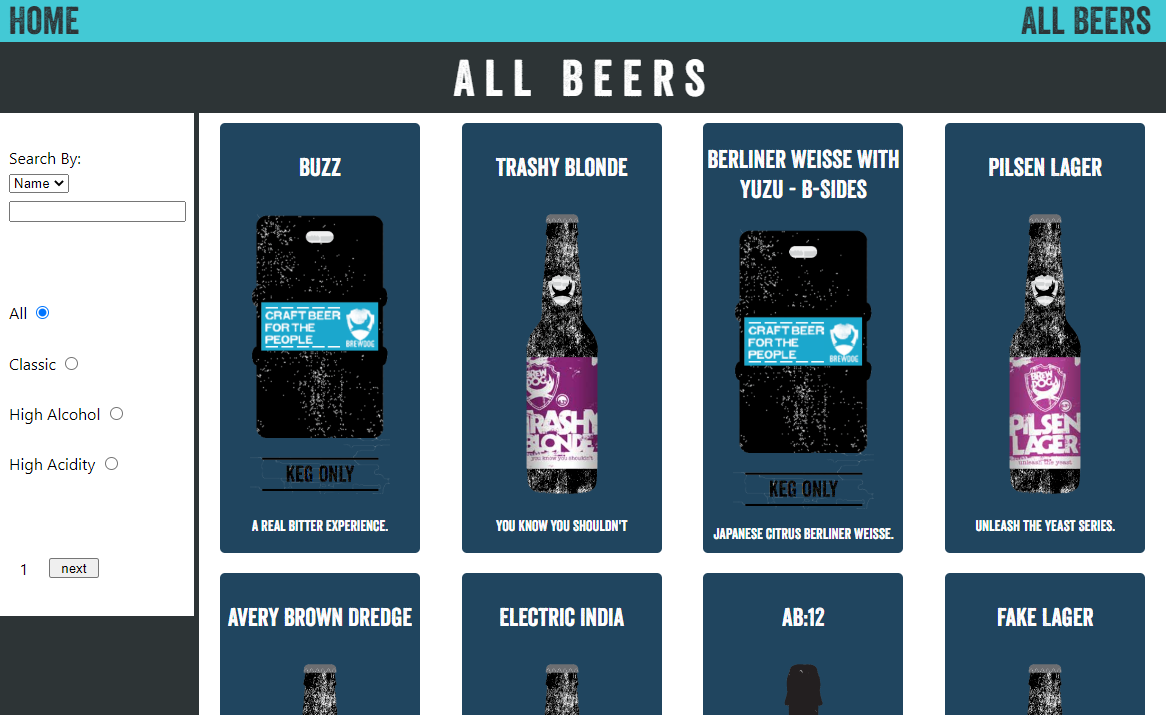 HOME
ALL BEERS
ALL BEERS
Search By:
Name
All
Classic
High Alcohol
High Acidity
1
next
BUZZ
CRAFT BEER
FOR THE
PEOPLE
BREWDOG
KEG ONLY
A REAL BITTER EXPERIENCE.
TRASHY BLONDE
BREW
DOG
TRASHY
BLONDE
you know you shouldn't
YOU KNOW YOU SHOULDN'T
BERLINER WEISSE WITH
YUZU - B-SIDES
CRAFT BEER
FOR THE
PEOPLE
BREWDOG
KEG ONLY
JAPANESE CITRUS BERLINER WEISSE.
PILSEN LAGER
BREW
DOG
PILSEN
LAGER
unleash the yeast
UNLEASH THE YEAST SERIES.
AVERY BROWN DREDGE
ELECTRIC INDIA
AB:12
FAKE LAGER